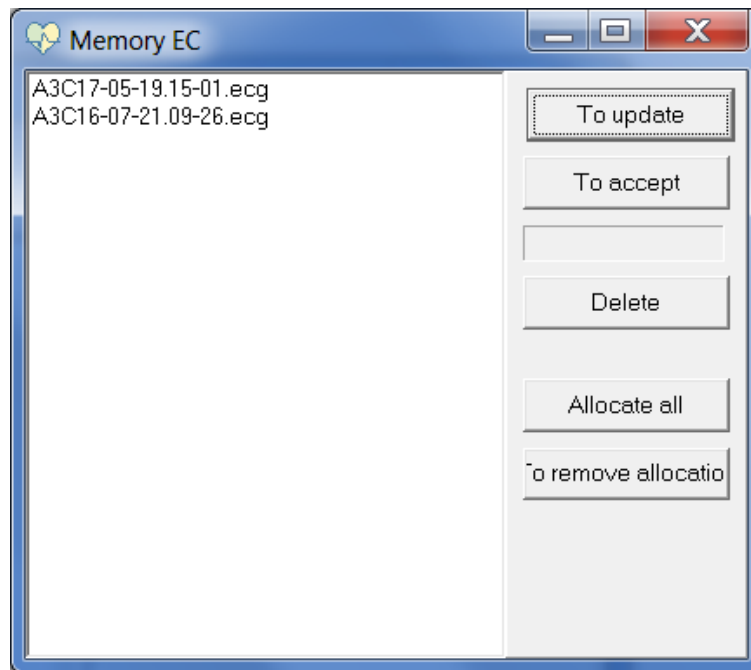 Memory EC
A3C17-05-19.15-01.ecg
A3C16-07-21.09-26.ecg
To update
To accept
Delete
Allocate all
To remove allocatio